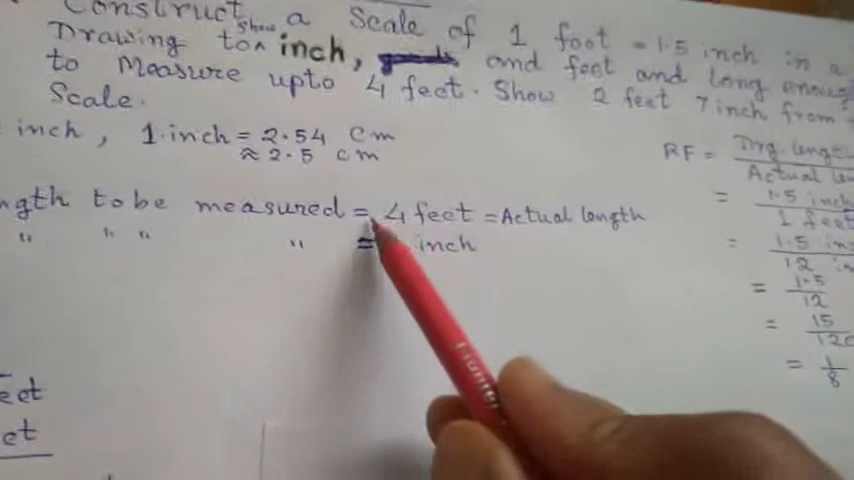 Construct a Scale of 1 foot = 1.5 inch in a
Drawing to show inch, and feet and long enough
to Measure upto 4 feet. Show 2 feet 7 inch from
Scale.
inch, 1 inch = 2.54 cm
≈ 2.5 cm
RF = Drg. length
Actual
= 1.5 inch
1 feet
= 1.5
12
= 1.5
12
= 15
120
= 1
8
to be measured = 4 feet = Actual length
" " " " = inch
eet
et
Hunter